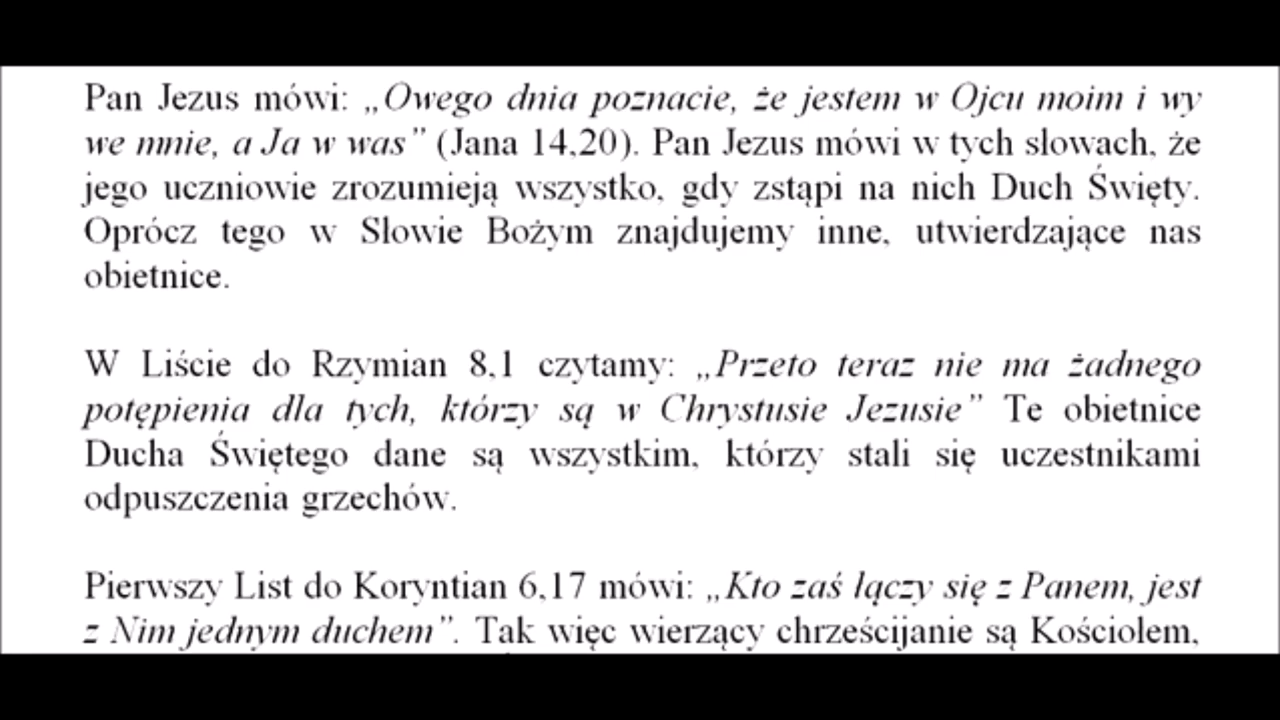 Pan Jezus mówi: „Owego dnia poznacie, że jestem w Ojcu moim i wy
we mnie, a Ja w was” (Jana 14,20). Pan Jezus mówi w tych słowach, że
jego uczniowie zrozumieją wszystko, gdy zstąpi na nich Duch Święty.
Oprócz tego w Słowie Bożym znajdujemy inne, utwierdzające nas
obietnice.
W Liście do Rzymian 8,1 czytamy: „Przeto teraz nie ma żadnego
potępienia dla tych, którzy są w Chrystusie Jezusie” Te obietnice
Ducha Świętego dane są wszystkim, którzy stali się uczestnikami
odpuszczenia grzechów.
Pierwszy List do Koryntian 6,17 mówi: „Kto zaś łączy się z Panem, jest
z Nim jednym duchem”. Tak więc wierzący chrześcijanie są Kościołem,